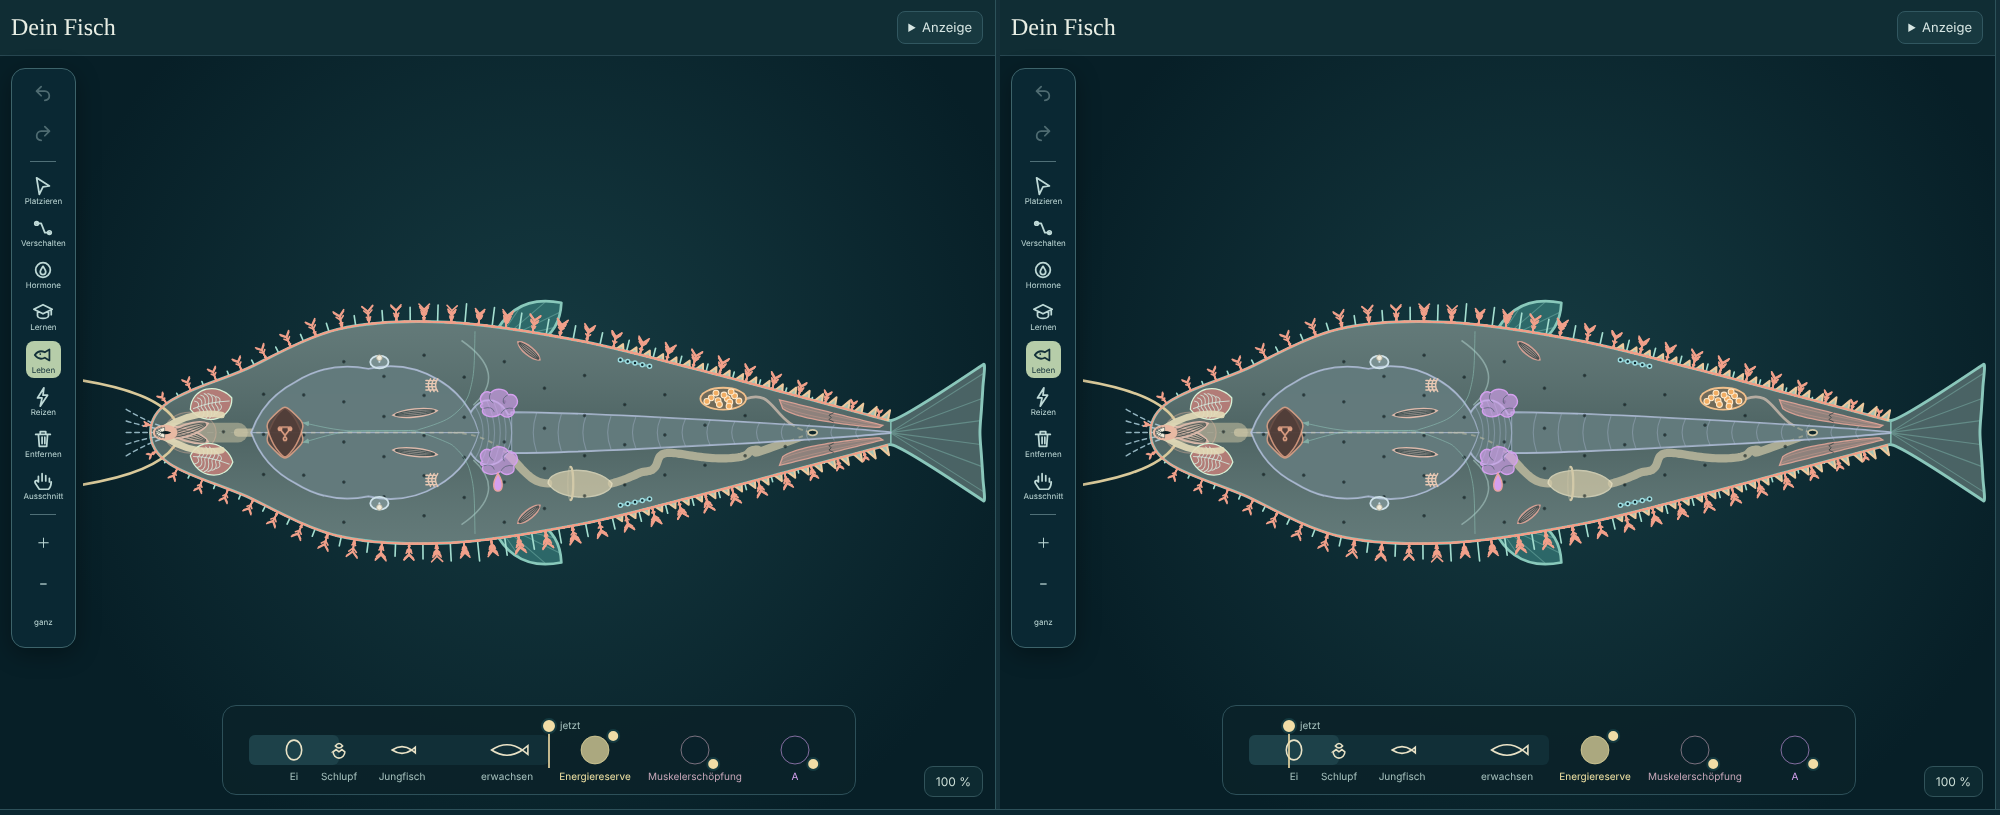 Dein Fisch
▶ Anzeige
Platzieren
Verschalten
Hormone
Lernen
Leben
Reizen
Entfernen
Ausschnitt
+
-
ganz
jetzt
Ei Schlupf Jungfisch erwachsen Energiereserve Muskelerschöpfung A
100 %
Dein Fisch
▶ Anzeige
Platzieren
Verschalten
Hormone
Lernen
Leben
Reizen
Entfernen
Ausschnitt
+
-
ganz
jetzt
Ei Schlupf Jungfisch erwachsen Energiereserve Muskelerschöpfung A
100 %